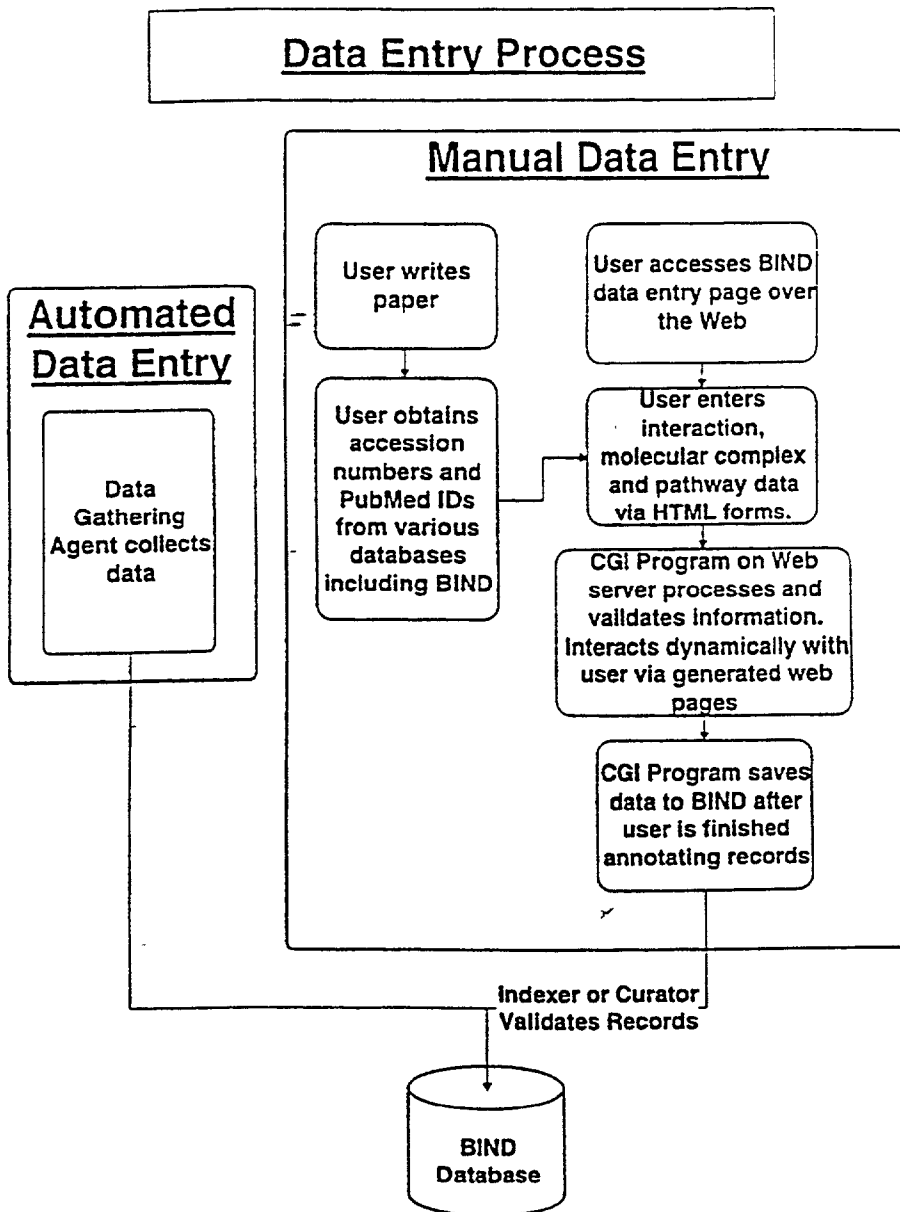 Data Entry Process
Manual Data Entry
User writes
paper
User accesses BIND
data entry page over
the Web
Automated
Data Entry
User obtains
accession
numbers and
PubMed IDs
from various
databases
including BIND
User enters
interaction,
molecular complex
and pathway data
via HTML forms.
Data
Gathering
Agent collects
data
CGI Program on Web
server processes and
validates information.
Interacts dynamically with
user via generated web
pages
CGI Program saves
data to BIND after
user is finished
annotating records
Indexer or Curator
Validates Records
BIND
Database